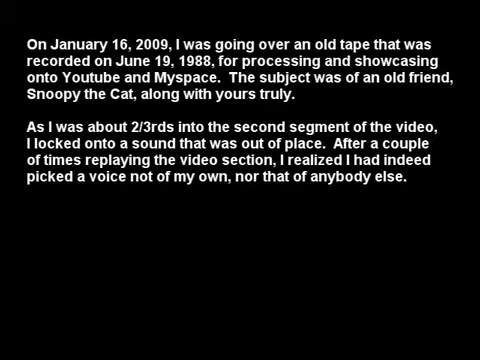 On January 16, 2009, I was going over an old tape that was
recorded on June 19, 1988, for processing and showcasing
onto Youtube and Myspace.  The subject was of an old friend,
Snoopy the Cat, along with yours truly.
As I was about 2/3rds into the second segment of the video,
I locked onto a sound that was out of place.  After a couple
of times replaying the video section, I realized I had indeed
picked a voice not of my own, nor that of anybody else.